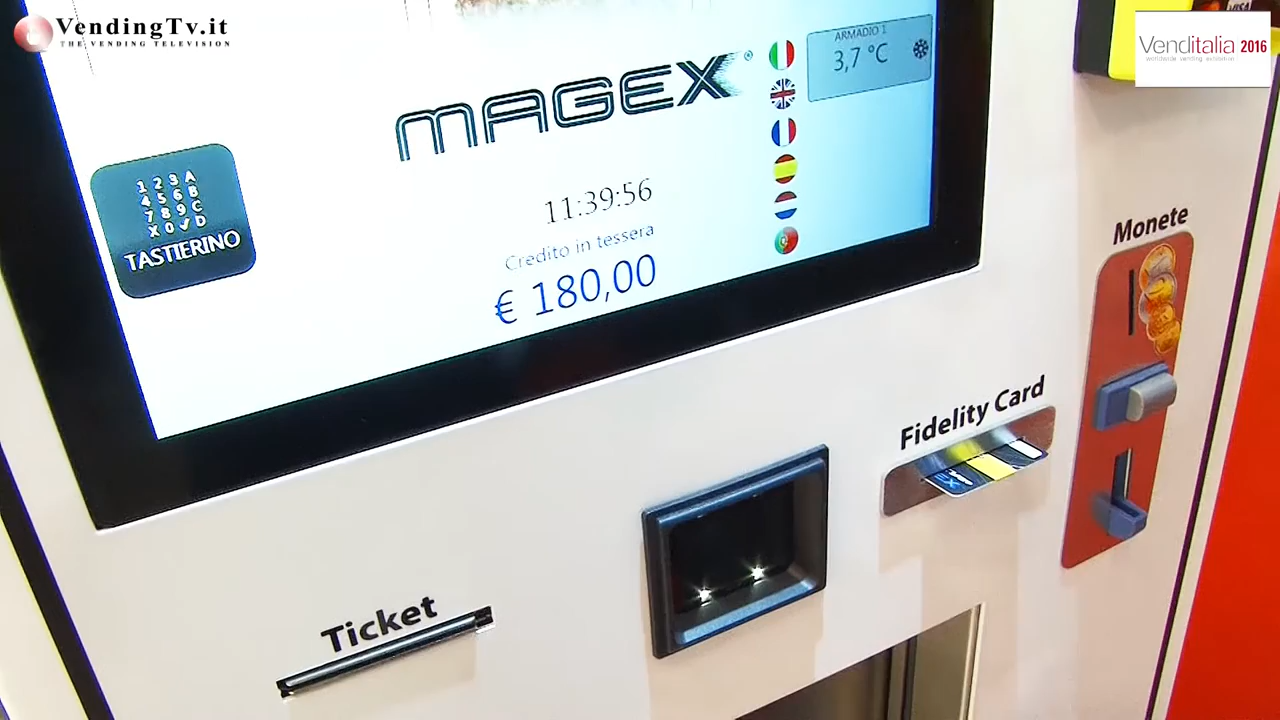 VendingTv.it
THE VENDING TELEVISION
VISA
Venditalia 2016
worldwide vending exhibition
MAGEX
ARMADIO 1
3,7 °C
1 2 3 A
4 5 6 B
7 8 9 C
X 0 ✓ D
TASTIERINO
11:39:56
Credito in tessera
€ 180,00
Monete
Fidelity Card
Ticket